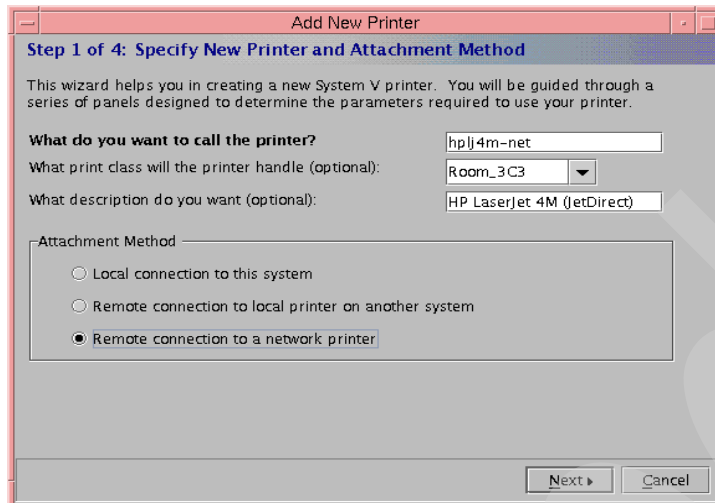 Add New Printer
Step 1 of 4: Specify New Printer and Attachment Method
This wizard helps you in creating a new System V printer. You will be guided through a
series of panels designed to determine the parameters required to use your printer.
What do you want to call the printer? hplj4m-net
What print class will the printer handle (optional): Room_3C3
What description do you want (optional): HP LaserJet 4M (JetDirect)
Attachment Method
Local connection to this system
Remote connection to local printer on another system
Remote connection to a network printer
Next Cancel